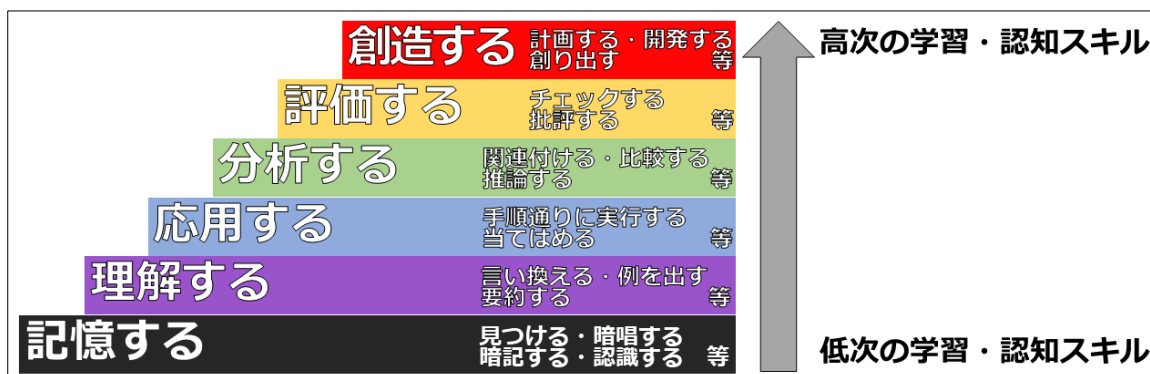 創造する
計画する・開発する
創り出す 等
高次の学習・認知スキル
評価する
チェックする
批評する 等
分析する
関連付ける・比較する
推論する 等
応用する
手順通りに実行する
当てはめる 等
理解する
言い換える・例を出す
要約する 等
記憶する
見つける・暗唱する
暗記する・認識する 等
低次の学習・認知スキル